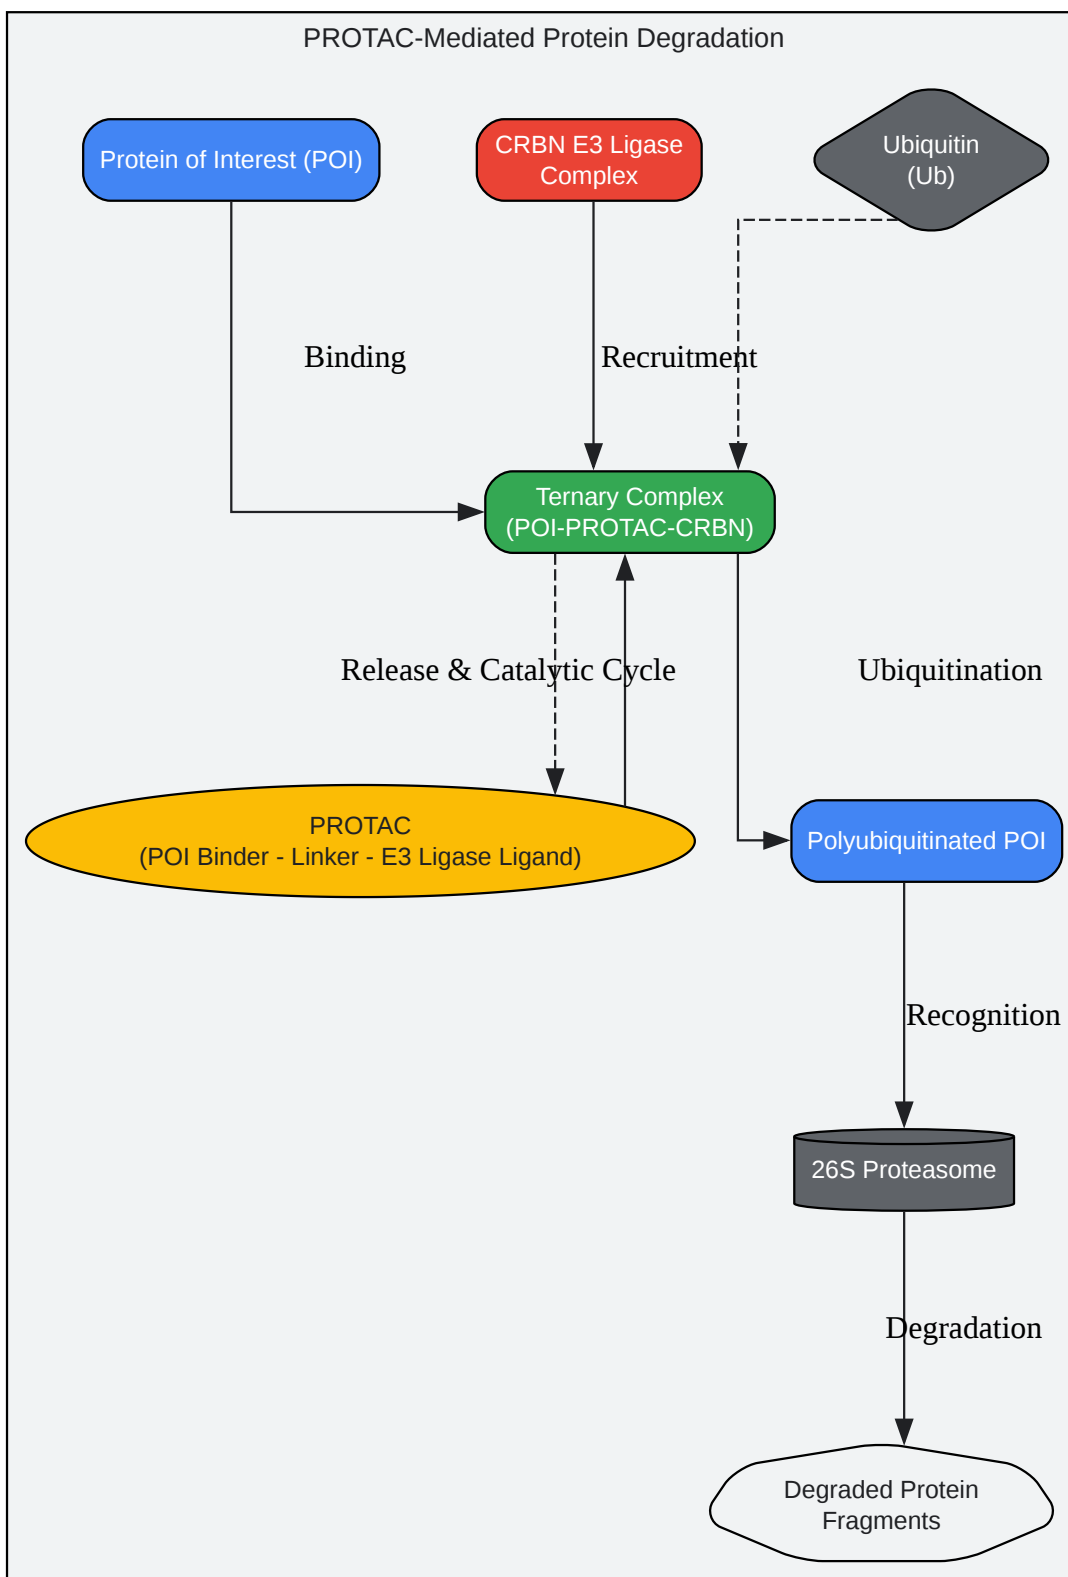 PROTAC-Mediated Protein Degradation
Protein of Interest (POI)
CRBN E3 Ligase
Complex
Ubiquitin
(Ub)
Binding
Recruitment
Ternary Complex
(POI-PROTAC-CRBN)
Release & Catalytic Cycle
Ubiquitination
PROTAC
(POI Binder - Linker - E3 Ligase Ligand)
Polyubiquitinated POI
Recognition
26S Proteasome
Degradation
Degraded Protein
Fragments